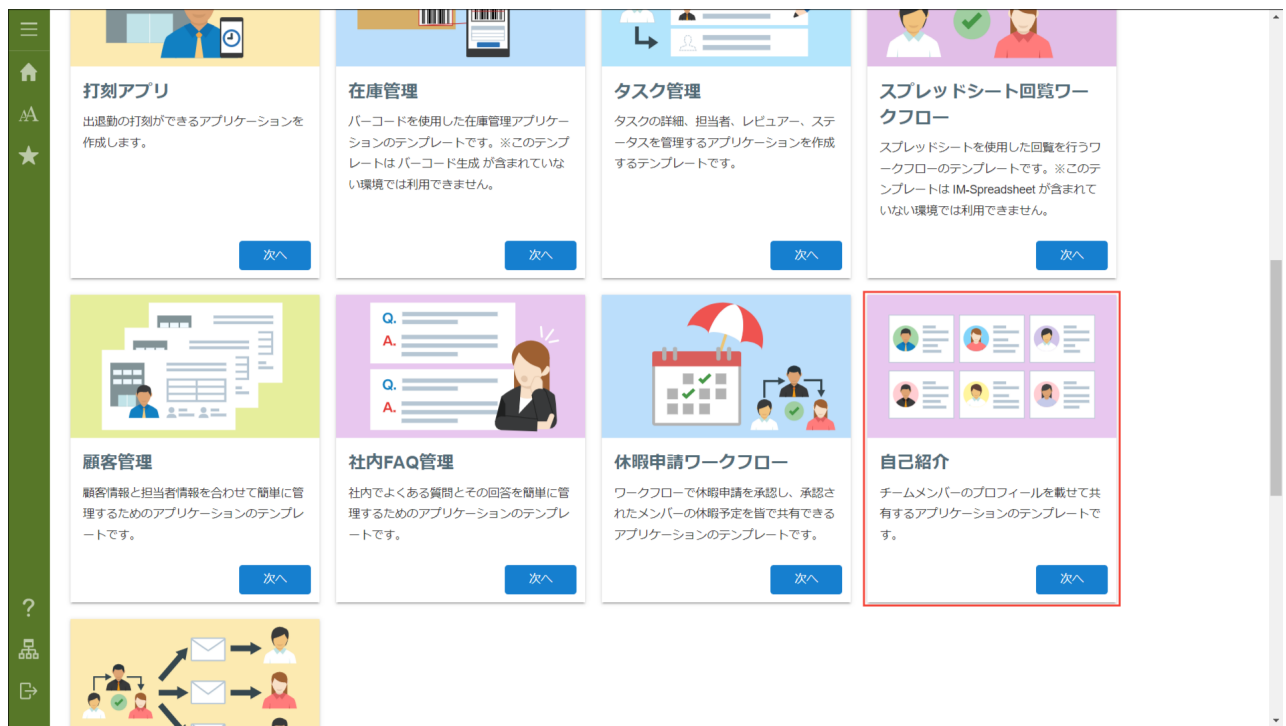 打刻アプリ
出退勤の打刻ができるアプリケーションを
作成します。
次へ
在庫管理
バーコードを使用した在庫管理アプリケー
ションのテンプレートです。※このテンプ
レートは バーコード生成 が含まれていな
い環境では利用できません。
次へ
タスク管理
タスクの詳細、担当者、レビュアー、ステ
ータスを管理するアプリケーションを作成
するテンプレートです。
次へ
スプレッドシート回覧ワー
クフロー
スプレッドシートを使用した回覧を行うワ
ークフローのテンプレートです。※このテ
ンプレートは IM-Spreadsheet が含まれて
いない環境では利用できません。
次へ
顧客管理
顧客情報と担当者情報を合わせて簡単に管
理するためのアプリケーションのテンプレ
ートです。
次へ
Q.
A.
Q.
A.
社内FAQ管理
社内でよくある質問とその回答を簡単に管
理するためのアプリケーションのテンプレ
ートです。
次へ
休暇申請ワークフロー
ワークフローで休暇申請を承認し、承認さ
れたメンバーの休暇予定を皆で共有できる
アプリケーションのテンプレートです。
次へ
自己紹介
チームメンバーのプロフィールを載せて共
有するアプリケーションのテンプレートで
す。
次へ